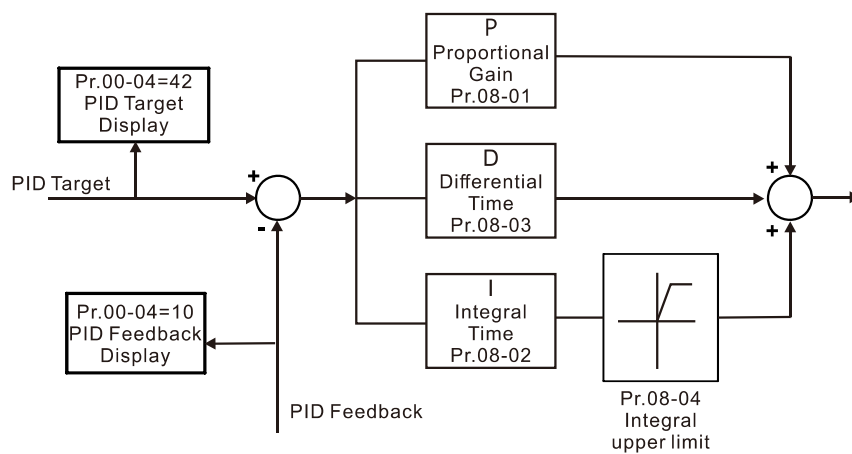 P
Proportional
Gain
Pr.08-01
Pr.00-04=42
PID Target
Display
PID Target
+
-
D
Differential
Time
Pr.08-03
+
+
Pr.00-04=10
PID Feedback
Display
I
Integral
Time
Pr.08-02
Pr.08-04
Integral
upper limit
PID Feedback